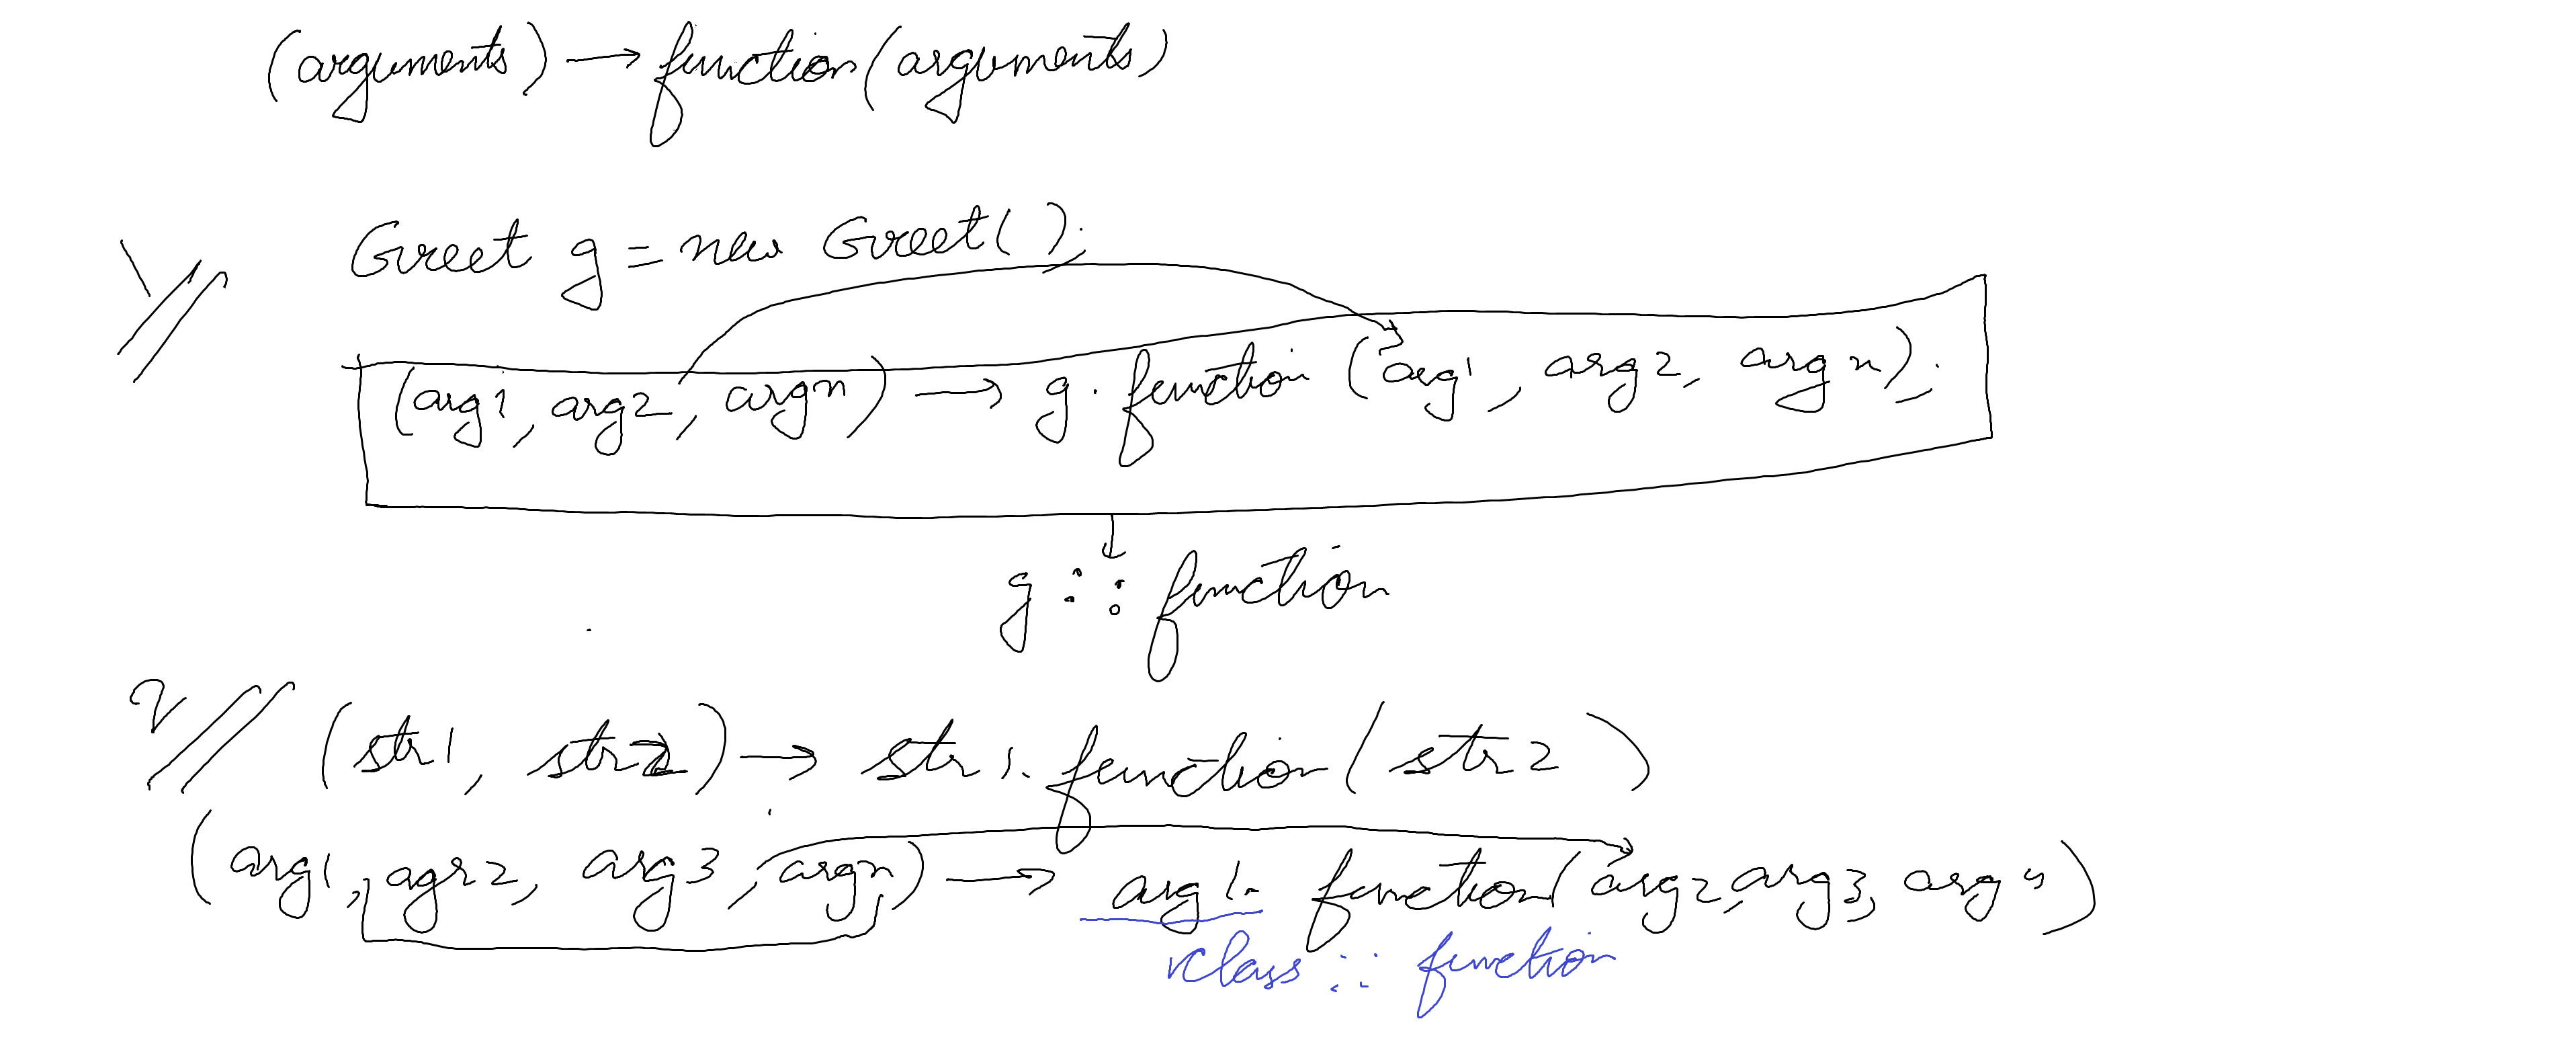 (arguments) → function(arguments)
1// Greet g = new Greet();
(arg1, arg2, argn) → g. function (arg1, arg2, argn);
g :: function
2// (str1, str2) → str1. function( str2 )
(arg1, agr2, arg3, argn) → arg1. function(arg2, arg3, argn)
class :: function